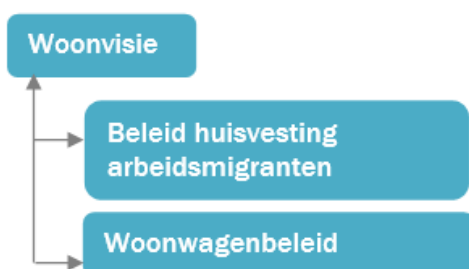 Woonvisie
Beleid huisvesting
arbeidsmigranten
Woonwagenbeleid